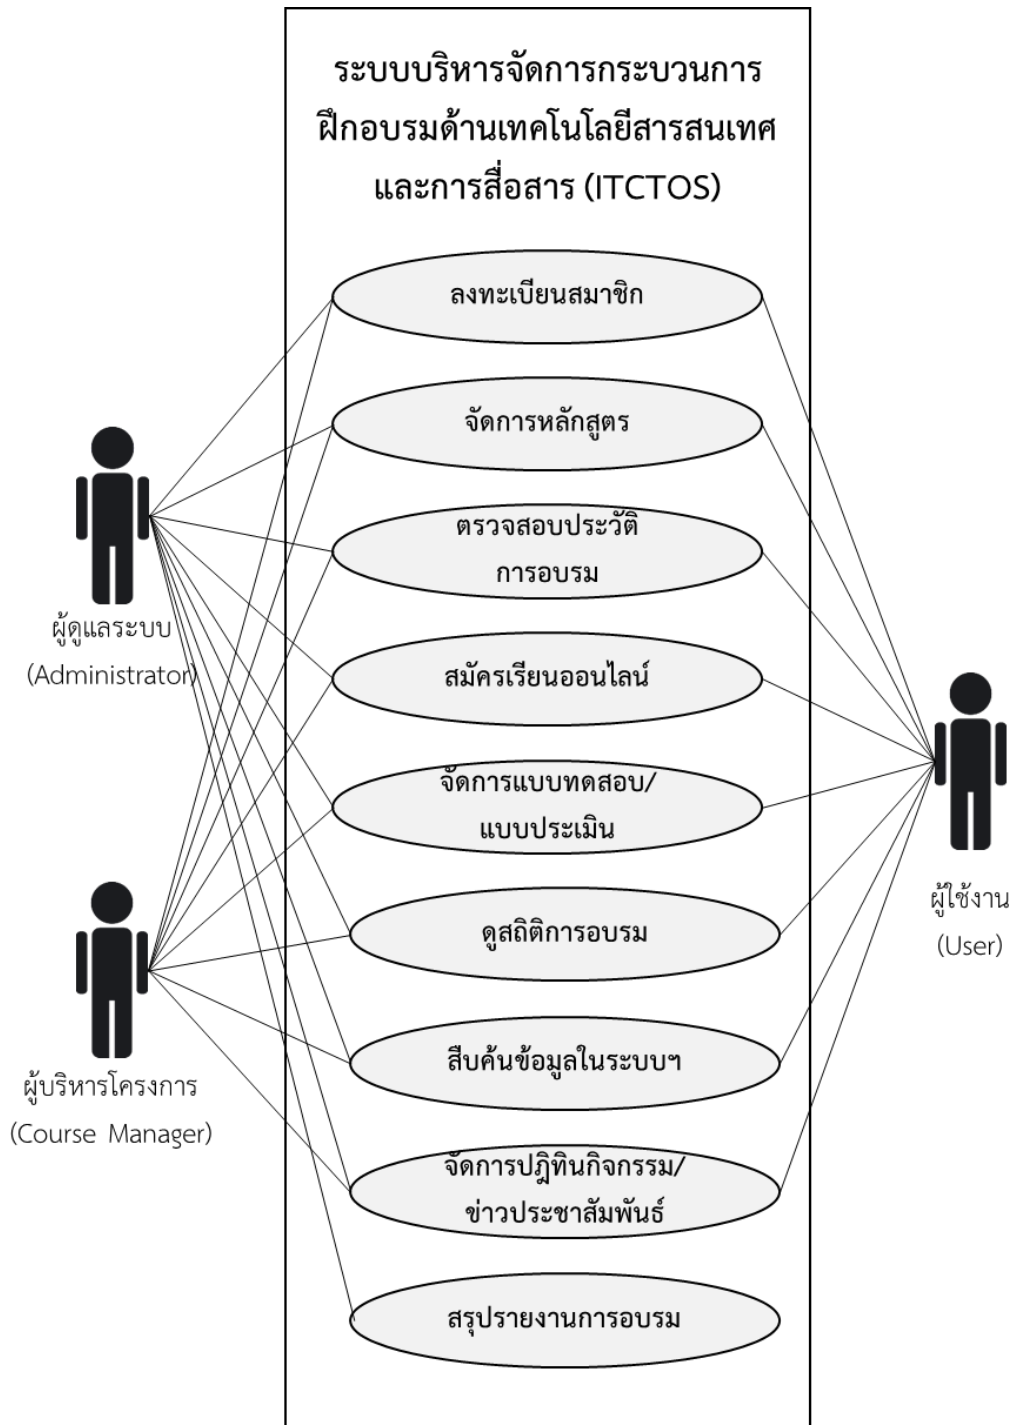 ระบบบริหารจัดการกระบวนการ
ฝึกอบรมด้านเทคโนโลยีสารสนเทศ
และการสื่อสาร (ITCTOS)
ลงทะเบียนสมาชิก
จัดการหลักสูตร
ตรวจสอบประวัติ
การอบรม
ผู้ดูแลระบบ
(Administrator)
สมัครเรียนออนไลน์
จัดการแบบทดสอบ/
แบบประเมิน
ผู้ใช้งาน
(User)
ดูสถิติการอบรม
สืบค้นข้อมูลในระบบฯ
ผู้บริหารโครงการ
(Course Manager)
จัดการปฎิทินกิจกรรม/
ข่าวประชาสัมพันธ์
สรุปรายงานการอบรม